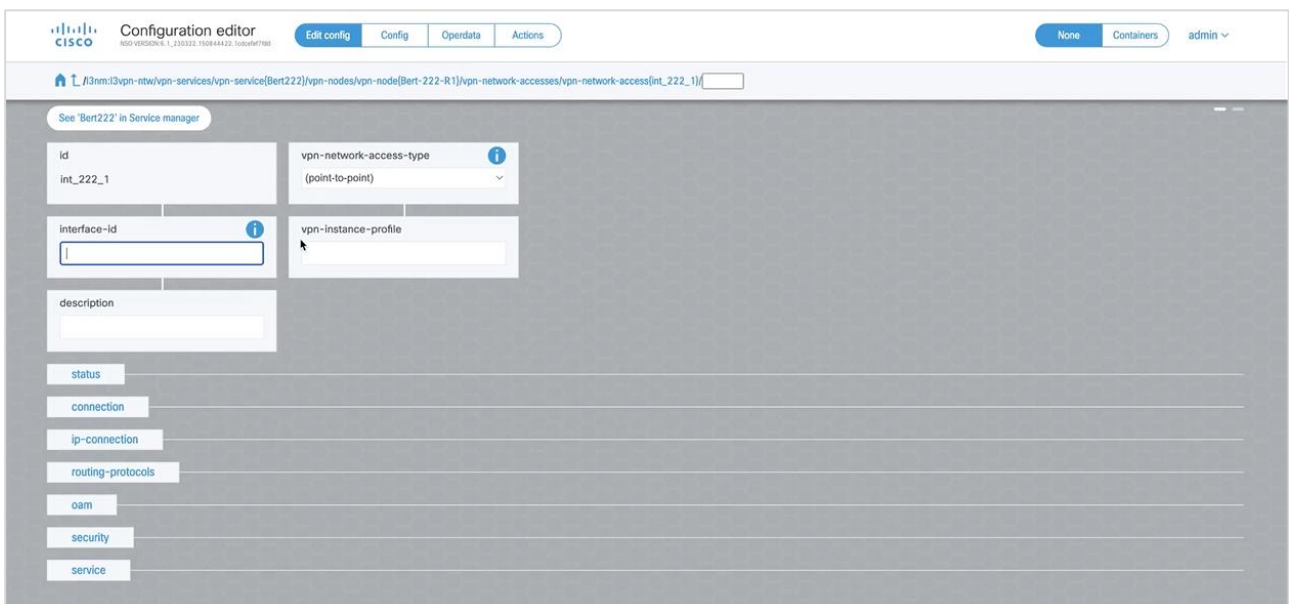 CISCO
Configuration editor
Edit config
Config
Operdata
Actions
None
Containers
admin
/l3nm:l3vpn-ntw/vpn-services/vpn-service{Bert222}/vpn-nodes/vpn-node{Bert-222-R1}/vpn-network-accesses/vpn-network-access{int_222_1}/
See 'Bert222' in Service manager
id
int_222_1
vpn-network-access-type
(point-to-point)
interface-id
vpn-instance-profile
description
status
connection
ip-connection
routing-protocols
oam
security
service